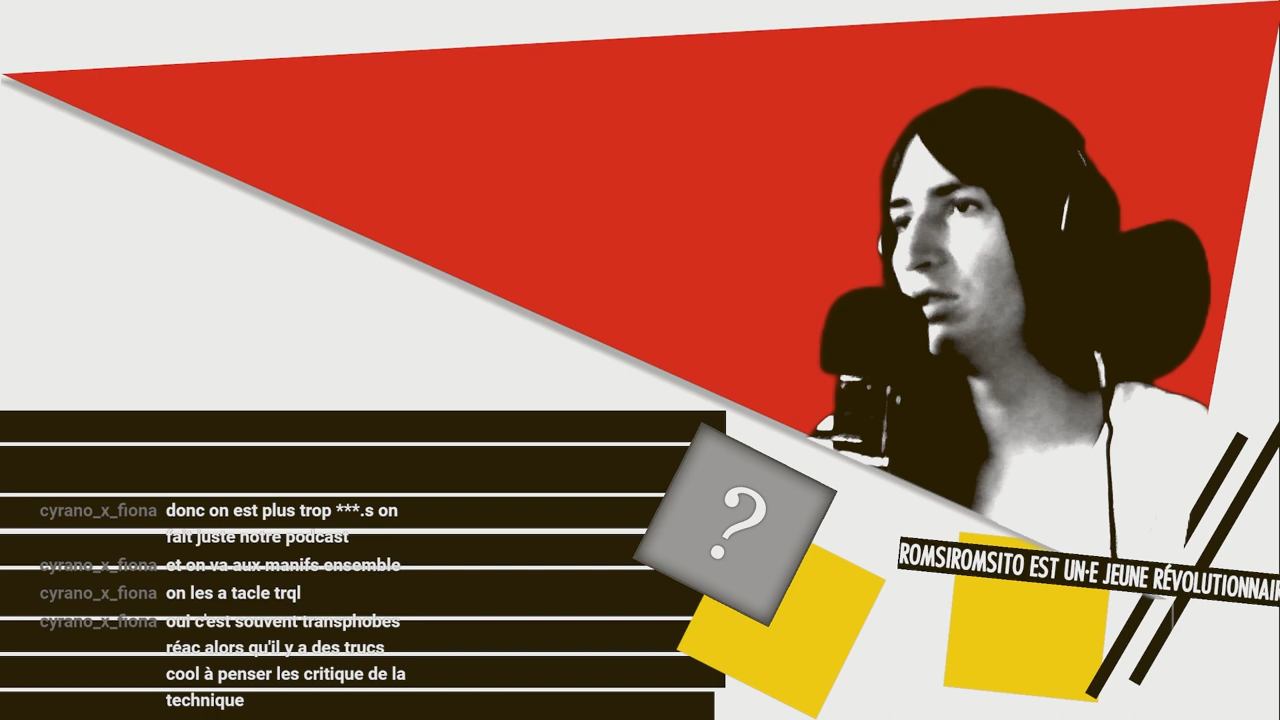 cyrano_x_fiona donc on est plus trop ***.s on
fait juste notre podcast
cyrano_x_fiona et on va aux manifs ensemble
cyrano_x_fiona on les a tacle trql
cyrano_x_fiona oui c'est souvent transphobes
réac alors qu'il y a des trucs
cool à penser les critique de la
technique
?
ROMSIROMSITO EST UN·E JEUNE RÉVOLUTIONNAIR